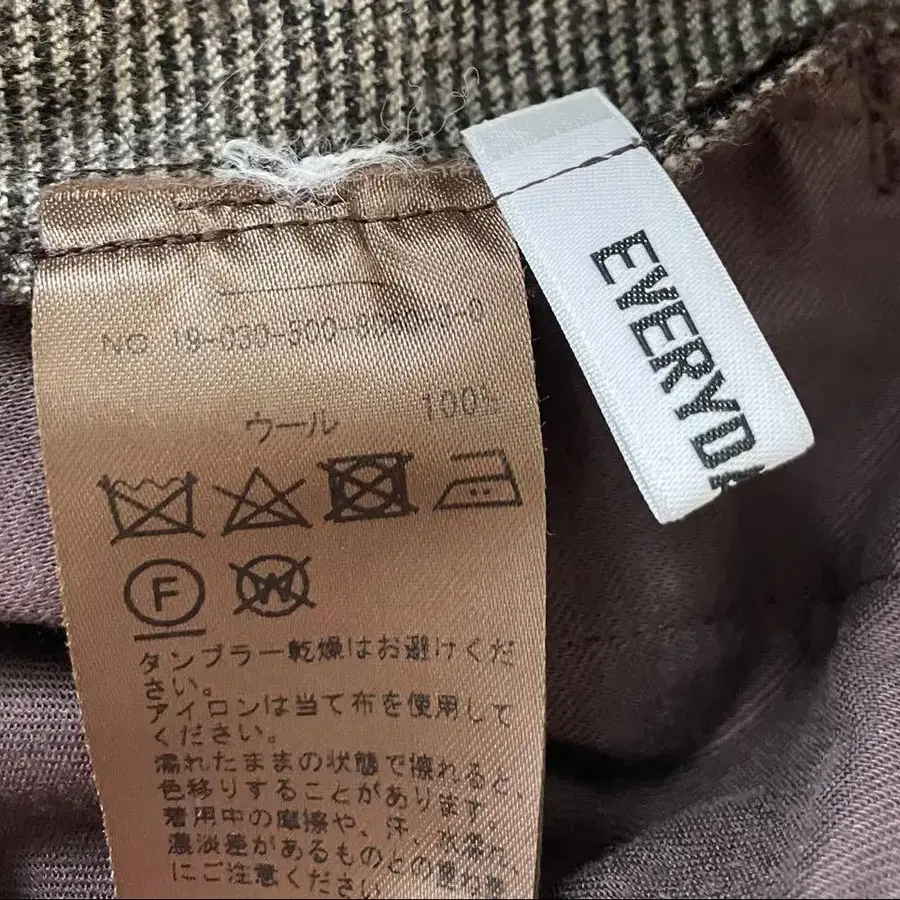 ウール 100%
F
W
タンブラー乾燥はお避けくだ
さい。
アイロンは当て布を使用して
ください。
濡れたままの状態で擦れると
色移りすることがあります。
着用中の摩擦や、汗、
濃淡差があるものとの重ね
にご注意ください
EVERYD